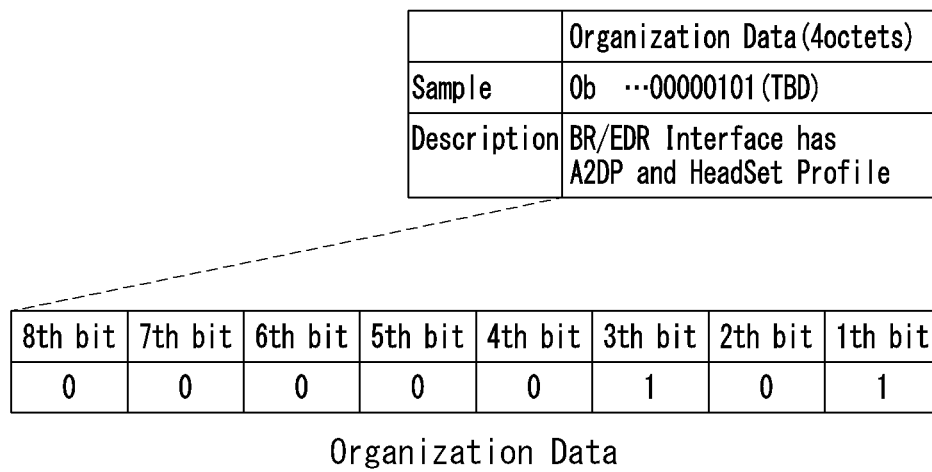 Organization Data(4octets)
Sample 0b …00000101(TBD)
Description BR/EDR Interface has
A2DP and HeadSet Profile
8th bit 7th bit 6th bit 5th bit 4th bit 3th bit 2th bit 1th bit
0 0 0 0 0 1 0 1
Organization Data